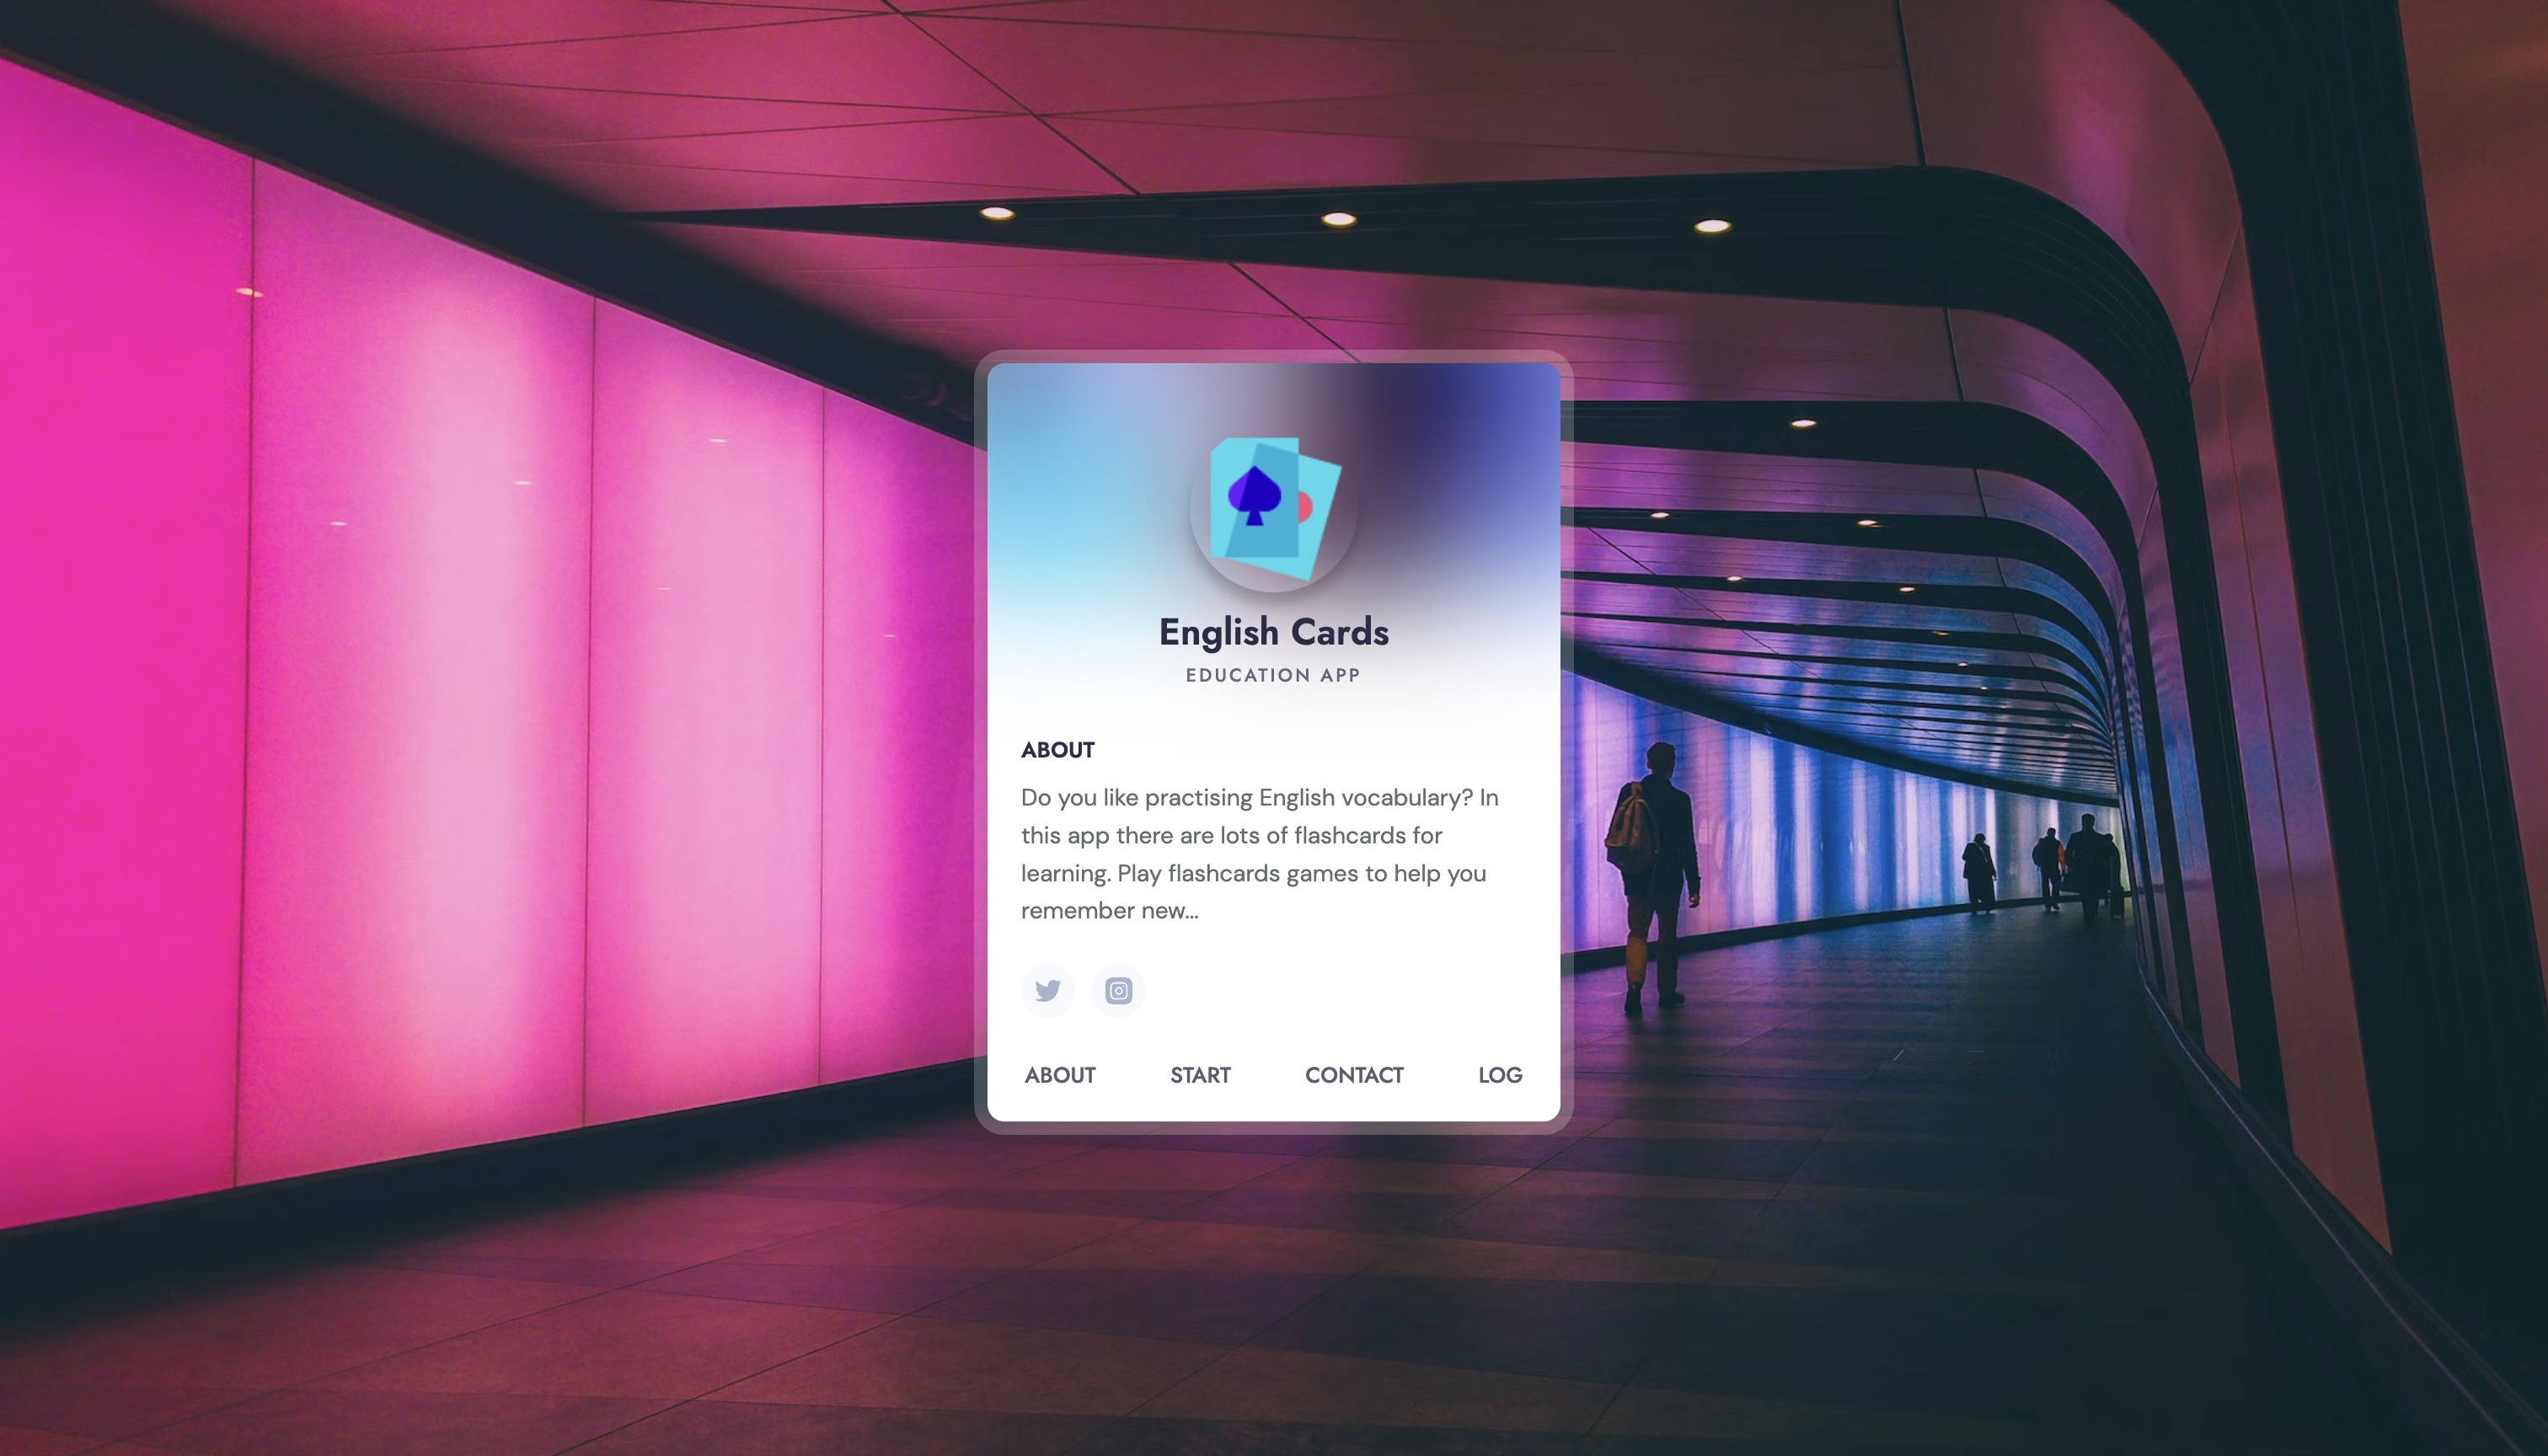 English Cards
EDUCATION APP
ABOUT
Do you like practising English vocabulary? In
this app there are lots of flashcards for
learning. Play flashcards games to help you
remember new...
ABOUT START CONTACT LOG